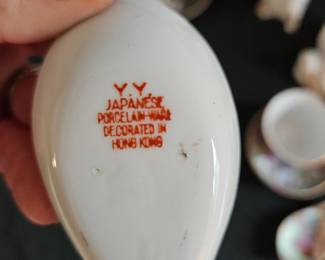 Y Y
JAPANESE
PORCELAIN WARE
DECORATED IN
HONG KONG